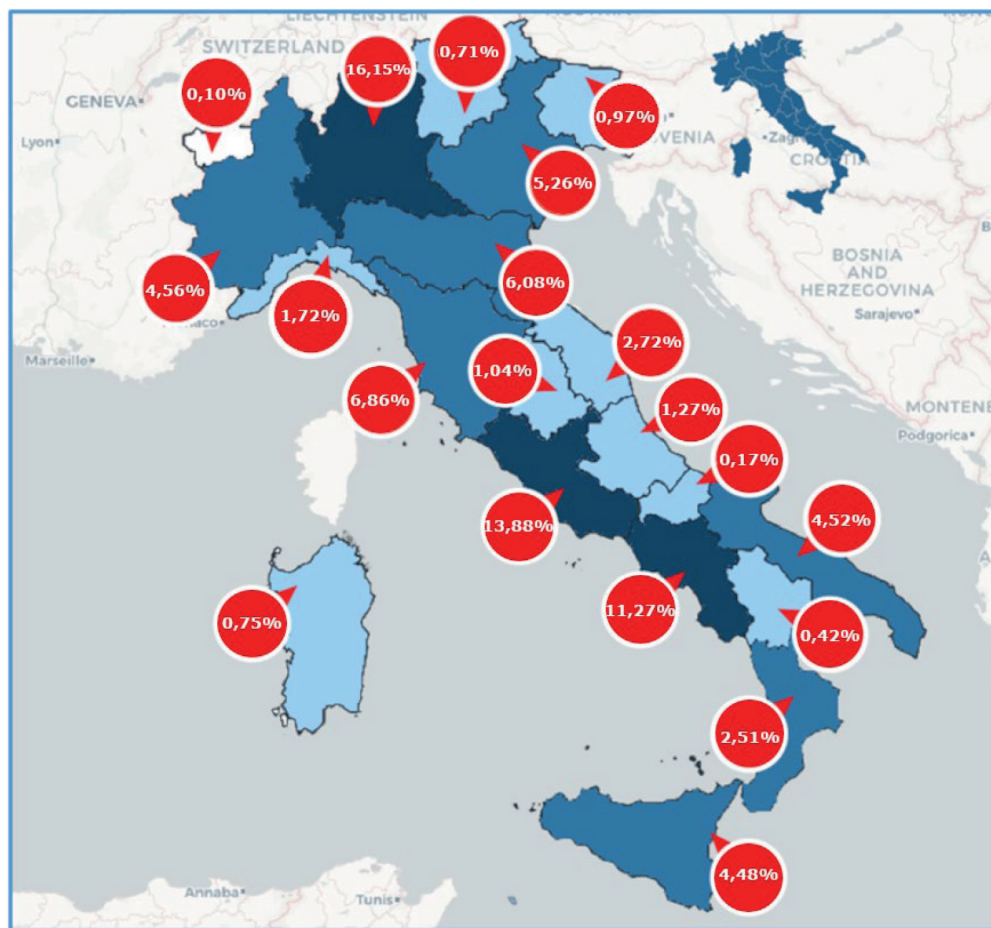 LIECHTENSTEIN
SWITZERLAND
0,71%
16,15%
0,10%
GENEVA
0,97%
VENIA
Lyon
CROATIA
5,26%
BOSNIA
AND
HERZEGOVINA
6,08%
4,56%
1,72%
Sarajevo
Marseille
2,72%
1,04%
6,86%
1,27%
MONTENE
Podgorica
0,17%
4,52%
13,88%
11,27%
0,75%
0,42%
2,51%
4,48%
Annaba
Tunis